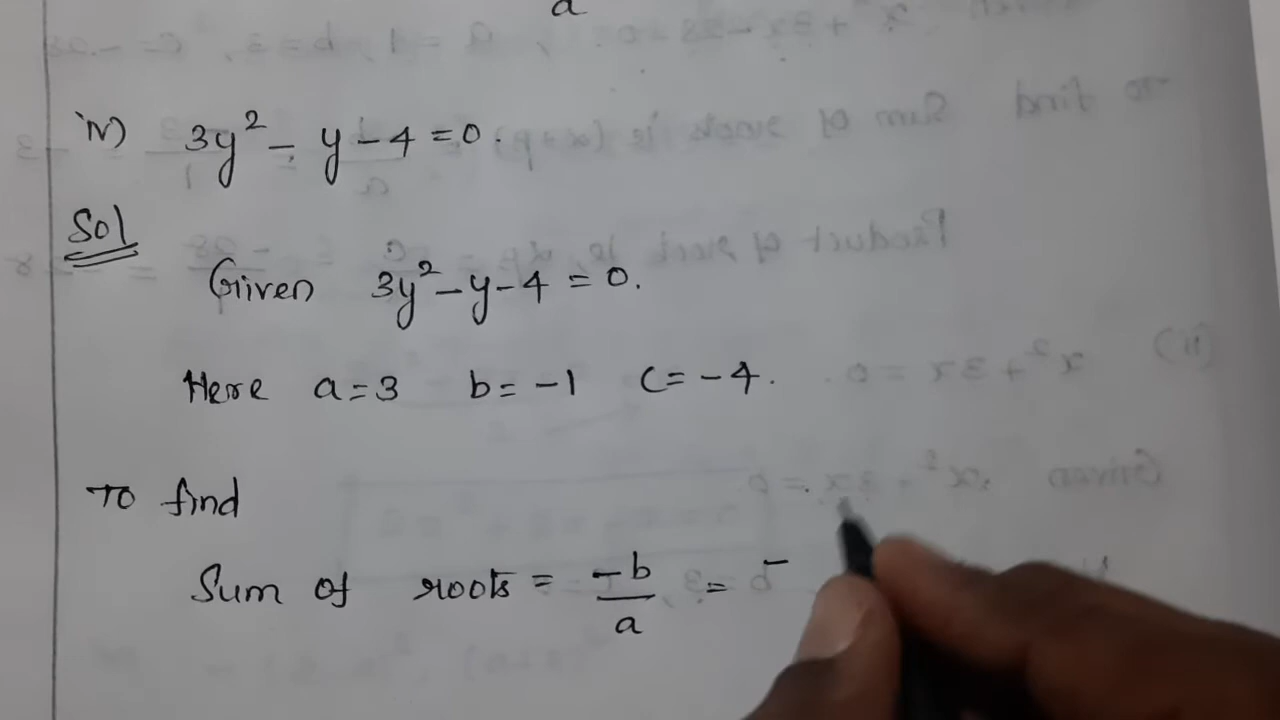 a
iv) 3y² - y - 4 = 0.
Sol
Given 3y² - y - 4 = 0.
Here a = 3 b = -1 c = -4.
To find
Sum of roots = -b/a = -